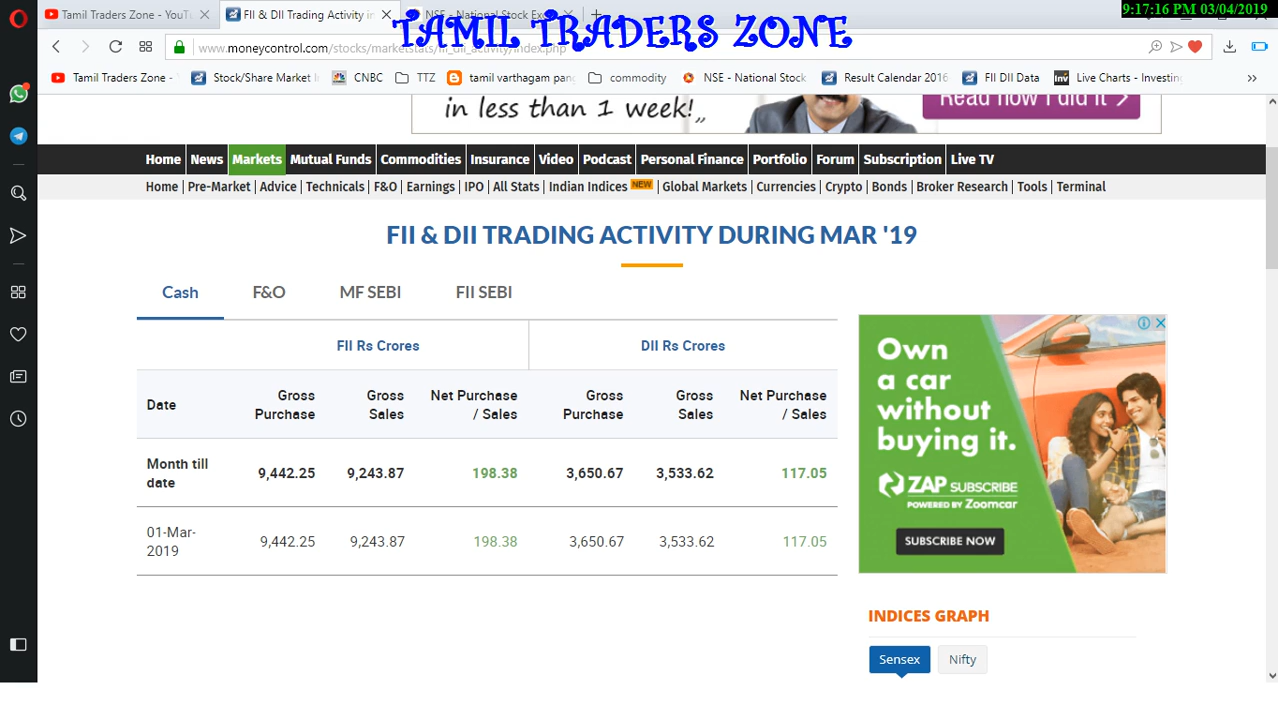 9:17:16 PM 03/04/2019
Tamil Traders Zone - YouT
FII & DII Trading Activity in
NSE - National Stock Ex
TAMIL TRADERS ZONE
www.moneycontrol.com/stocks/marketstats/fii_dii_activity/index.php
Tamil Traders Zone - Stock/Share Market I CNBC TTZ tamil varthagam pan commodity NSE - National Stock Result Calendar 2016 FII DII Data Live Charts - Investin
in less than 1 week!
Read how I did it >
Home News Markets Mutual Funds Commodities Insurance Video Podcast Personal Finance Portfolio Forum Subscription Live TV
Home | Pre-Market | Advice | Technicals | F&O | Earnings | IPO | All Stats | Indian Indices NEW | Global Markets | Currencies | Crypto | Bonds | Broker Research | Tools | Terminal
FII & DII TRADING ACTIVITY DURING MAR '19
Cash F&O MF SEBI FII SEBI
FII Rs Crores DII Rs Crores
Date Gross Purchase Gross Sales Net Purchase / Sales Gross Purchase Gross Sales Net Purchase / Sales
Month till date 9,442.25 9,243.87 198.38 3,650.67 3,533.62 117.05
01-Mar-2019 9,442.25 9,243.87 198.38 3,650.67 3,533.62 117.05
Own
a car
without
buying it.
ZAP SUBSCRIBE
POWERED BY Zoomcar
SUBSCRIBE NOW
INDICES GRAPH
Sensex Nifty